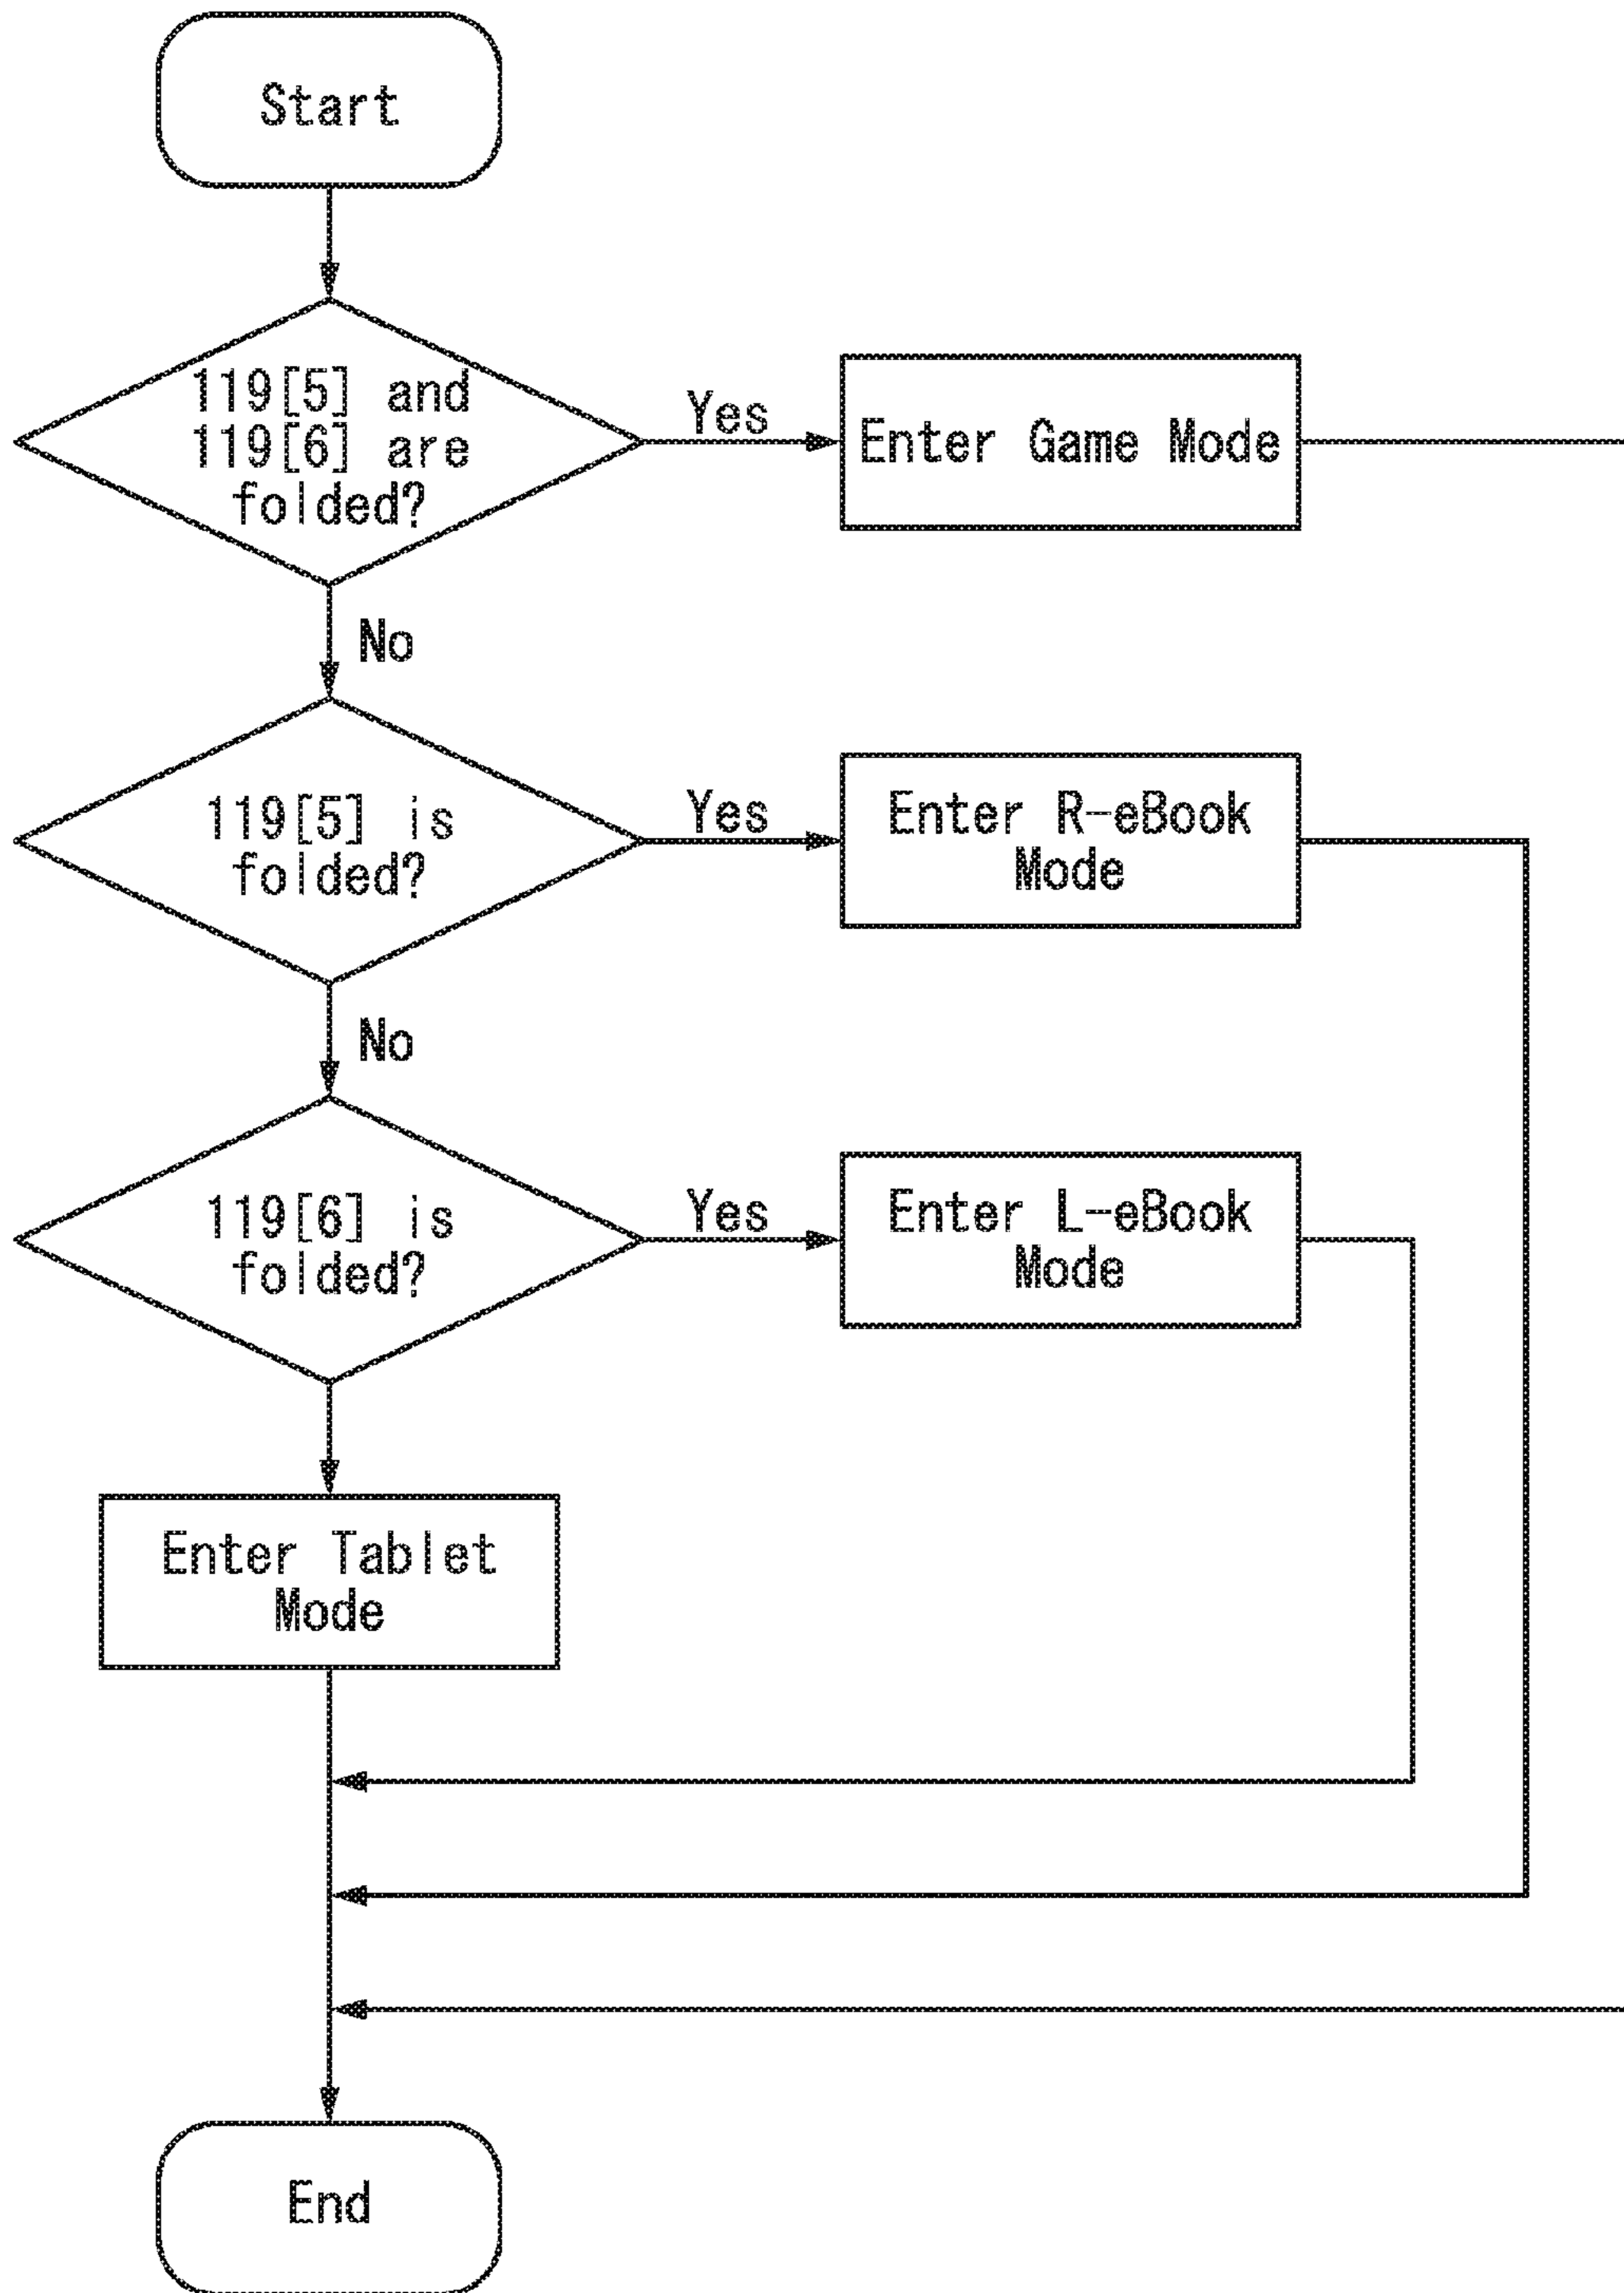 Start
119[5] and
119[6] are
folded?
Yes
Enter Game Mode
No
119[5] is
folded?
Yes
Enter R-eBook
Mode
No
119[6] is
folded?
Yes
Enter L-eBook
Mode
Enter Tablet
Mode
End